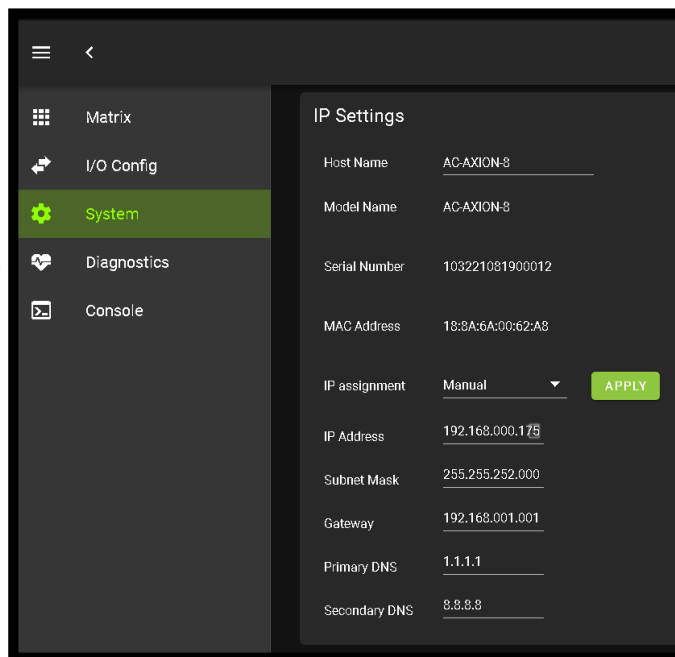 Matrix
I/O Config
System
Diagnostics
Console
IP Settings
Host Name AC-AXION-8
Model Name AC-AXION-8
Serial Number 103221081900012
MAC Address 18:8A:6A:00:62:A8
IP assignment Manual APPLY
IP Address 192.168.000.175
Subnet Mask 255.255.252.000
Gateway 192.168.001.001
Primary DNS 1.1.1.1
Secondary DNS 8.8.8.8